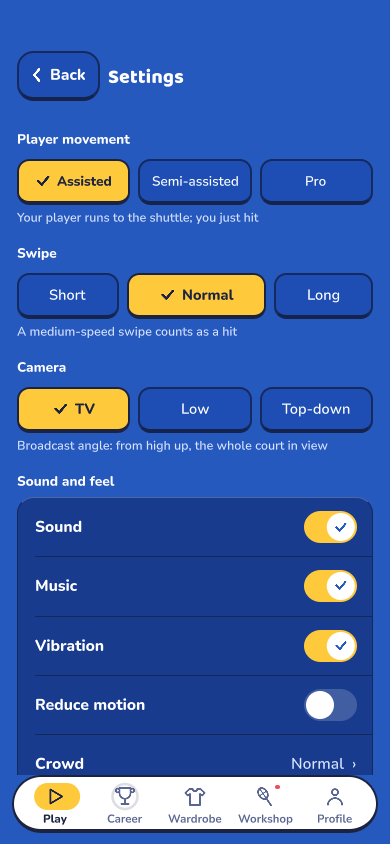 Back
Settings
Player movement
Assisted
Semi-assisted
Pro
Your player runs to the shuttle; you just hit
Swipe
Short
Normal
Long
A medium-speed swipe counts as a hit
Camera
TV
Low
Top-down
Broadcast angle: from high up, the whole court in view
Sound and feel
Sound
Music
Vibration
Reduce motion
Crowd
Normal ›
Play
Career
Wardrobe
Workshop
Profile